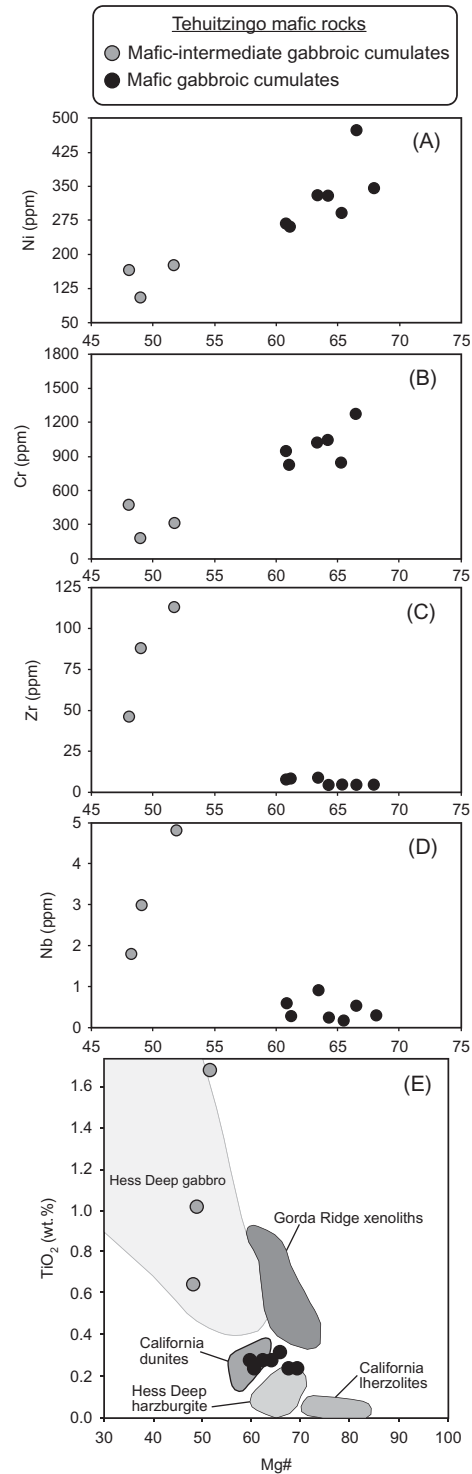 Tehuitzingo mafic rocks
Mafic-intermediate gabbroic cumulates
Mafic gabbroic cumulates
500
425
350
275
200
125
50
Ni (ppm)
(A)
45 50 55 60 65 70 75
1800
1500
1200
900
600
300
0
Cr (ppm)
(B)
45 50 55 60 65 70 75
125
100
75
50
25
0
Zr (ppm)
(C)
45 50 55 60 65 70 75
5
4
3
2
1
0
Nb (ppm)
(D)
45 50 55 60 65 70 75
1.6
1.4
1.2
1.0
0.8
0.6
0.4
0.2
0.0
TiO2 (wt.%)
(E)
Hess Deep gabbro
Gorda Ridge xenoliths
California
dunites
Hess Deep
harzburgite
California
lherzolites
30 40 50 60 70 80 90 100
Mg#